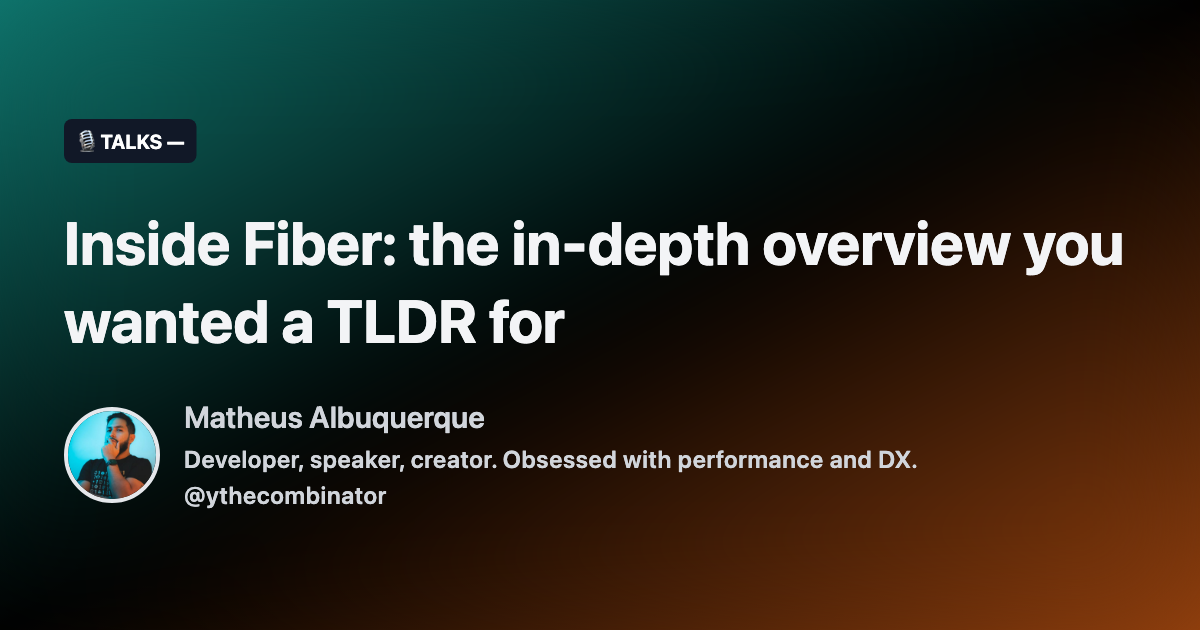 🎙 TALKS —
Inside Fiber: the in-depth overview you
wanted a TLDR for
Matheus Albuquerque
Developer, speaker, creator. Obsessed with performance and DX.
@ythecombinator